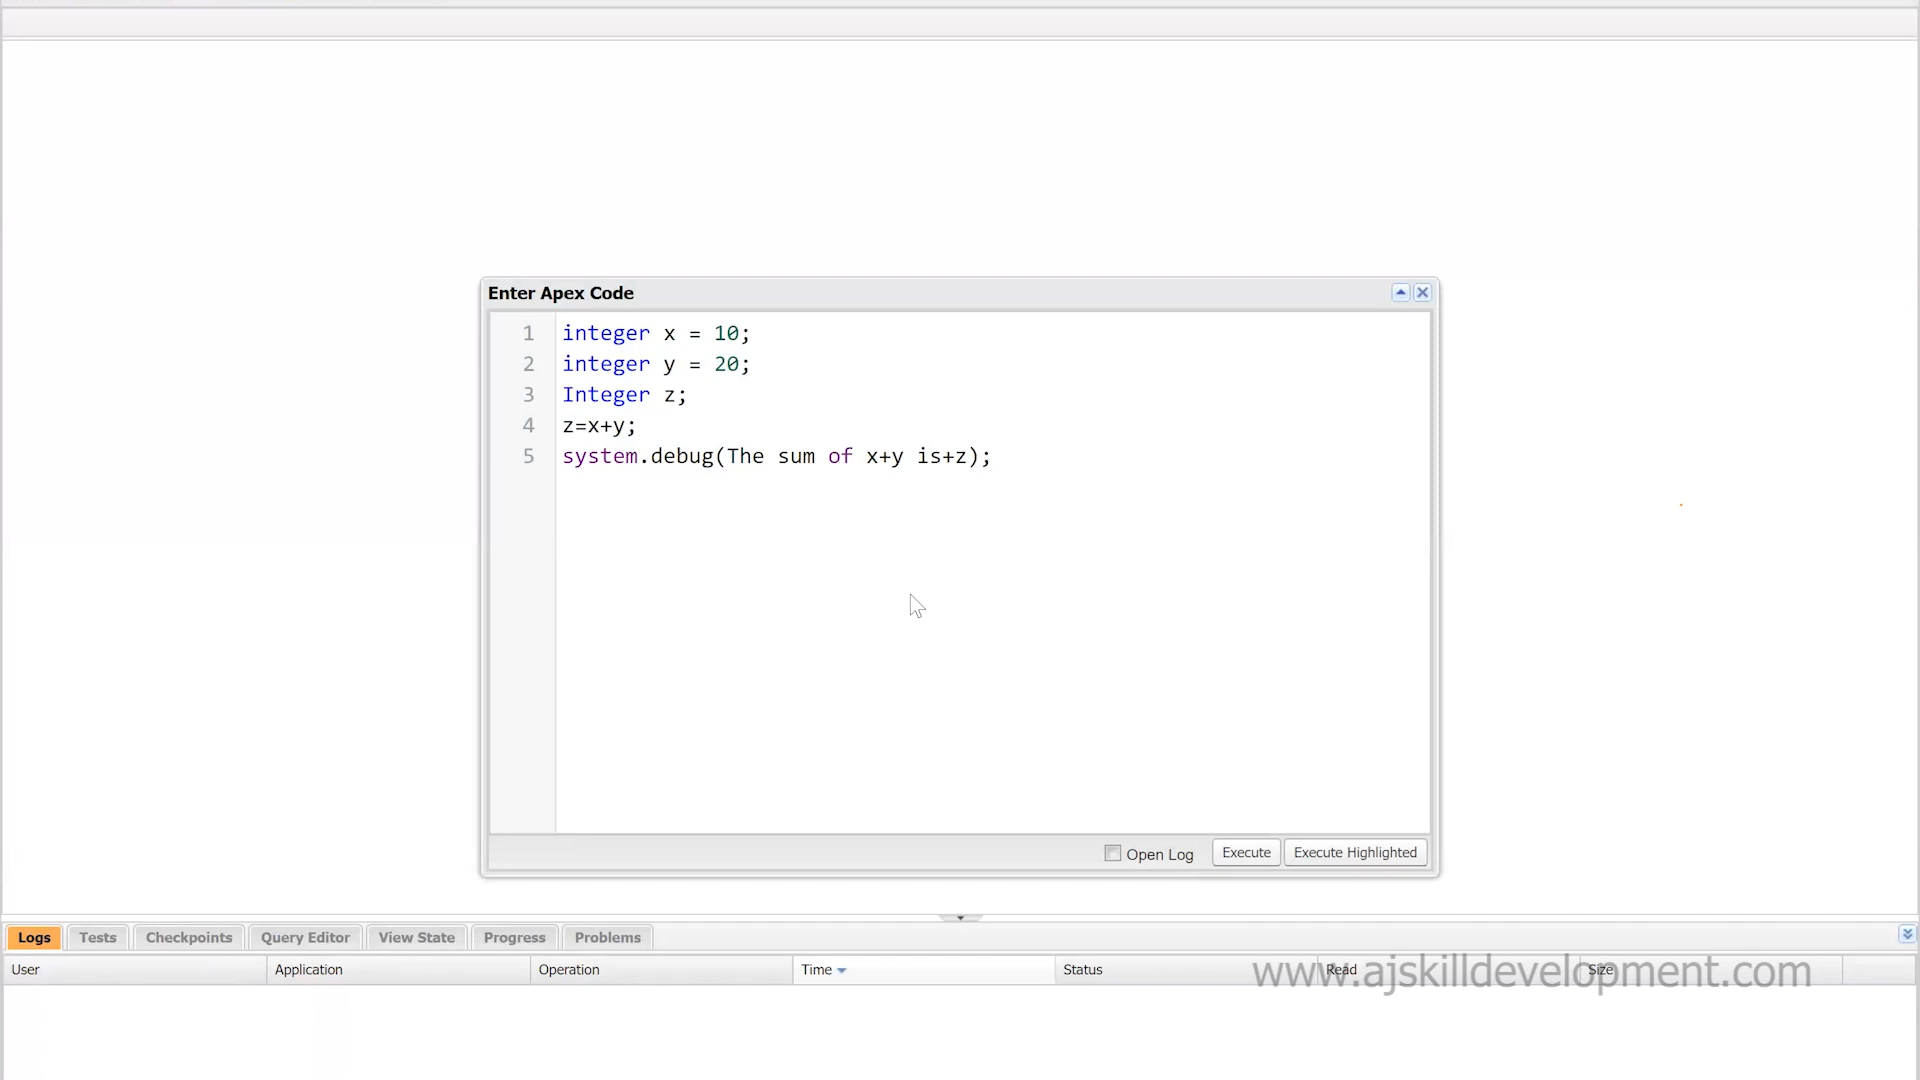 Enter Apex Code
1 integer x = 10;
2 integer y = 20;
3 Integer z;
4 z=x+y;
5 system.debug(The sum of x+y is+z);
Open Log Execute Execute Highlighted
Logs Tests Checkpoints Query Editor View State Progress Problems
User Application Operation Time Status Read Size
www.ajskilldevelopment.com